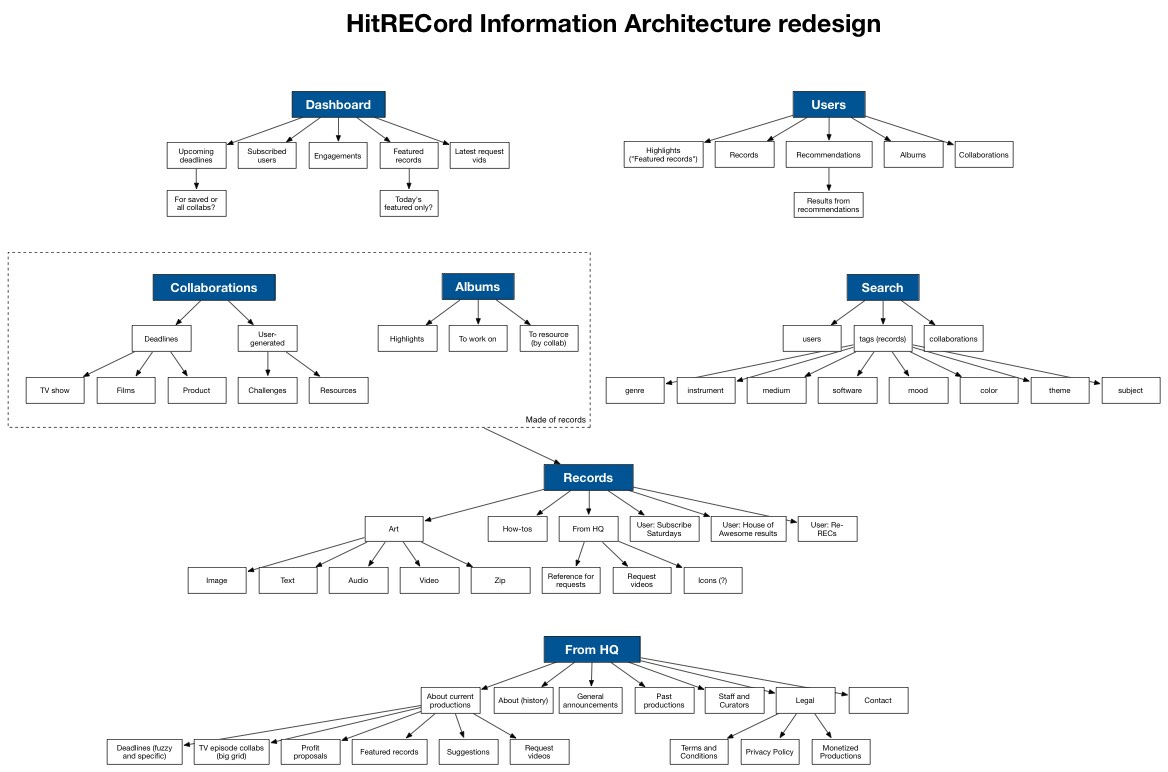 HitRECord Information Architecture redesign
Dashboard
Upcoming
deadlines
Subscribed
users
Engagements
Featured
records
Latest request
vids
For saved or
all collabs?
Today's
featured only?
Users
Highlights
("Featured records")
Records
Recommendations
Albums
Collaborations
Results from
recommendations
Collaborations
Deadlines
User-
generated
TV show
Films
Product
Challenges
Resources
Albums
Highlights
To work on
To resource
(by collab)
Made of records
Search
users
tags (records)
collaborations
genre
instrument
medium
software
mood
color
theme
subject
Records
Art
How-tos
From HQ
User: Subscribe
Saturdays
User: House of
Awesome results
User: Re-
RECs
Image
Text
Audio
Video
Zip
Reference for
requests
Request
videos
Icons (?)
From HQ
About current
productions
About (history)
General
announcements
Past
productions
Staff and
Curators
Legal
Contact
Deadlines (fuzzy
and specific)
TV episode collabs
(big grid)
Profit
proposals
Featured records
Suggestions
Request
videos
Terms and
Conditions
Privacy Policy
Monetized
Productions